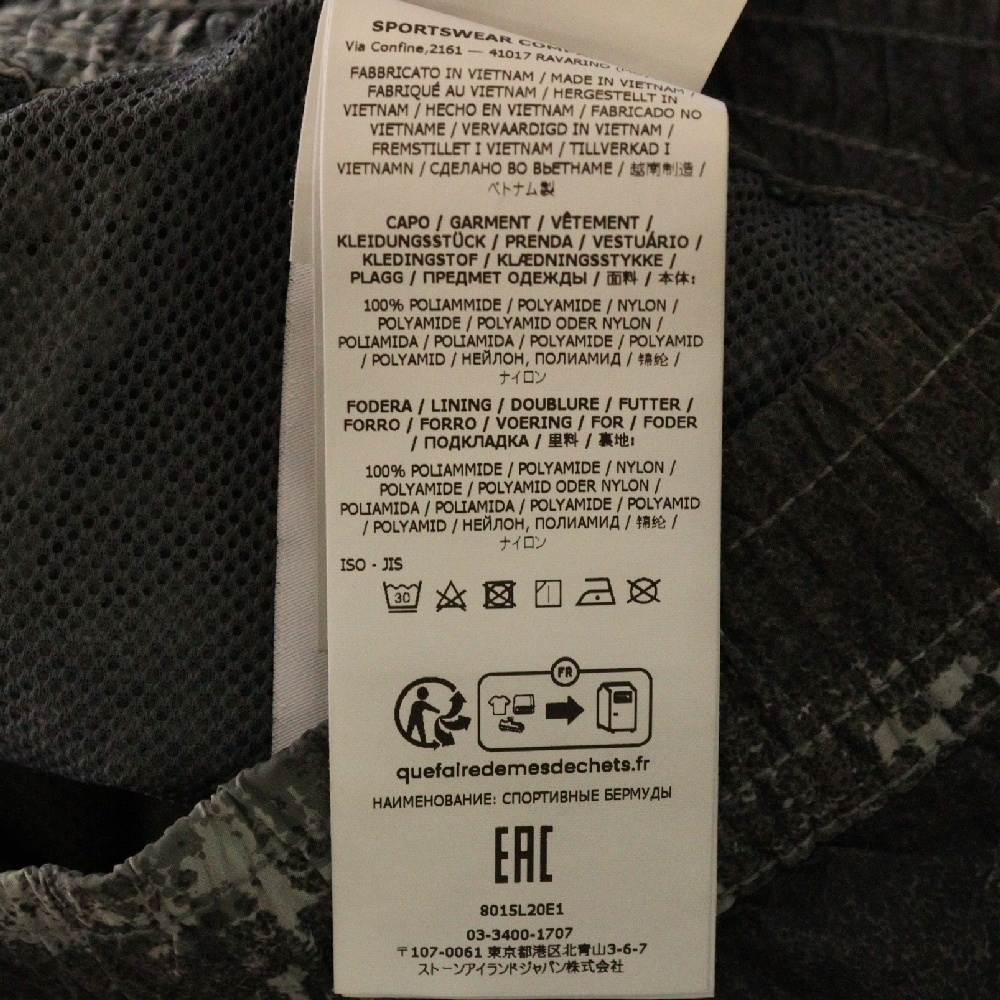 SPORTSWEAR
Via Confine,2161 — 41017 RAVARINO
FABBRICATO IN VIETNAM / MADE IN VIETNAM /
FABRIQUÉ AU VIETNAM / HERGESTELLT IN
VIETNAM / HECHO EN VIETNAM / FABRICADO NO
VIETNAME / VERVAARDIGD IN VIETNAM /
FREMSTILLET I VIETNAM / TILLVERKAD I
VIETNAMN / СДЕЛАНО ВО ВЬЕТНАМЕ / 越南制造 /
ベトナム製
CAPO / GARMENT / VÊTEMENT /
KLEIDUNGSSTÜCK / PRENDA / VESTUÁRIO /
KLEDINGSTOF / KLÆDNINGSSTYKKE /
PLAGG / ПРЕДМЕТ ОДЕЖДЫ / 面料 / 本体:
100% POLIAMMIDE / POLYAMIDE / NYLON /
POLYAMIDE / POLYAMID ODER NYLON /
POLIAMIDA / POLIAMIDA / POLYAMIDE / POLYAMID
/ POLYAMID / НЕЙЛОН, ПОЛИАМИД / 锦纶 /
ナイロン
FODERA / LINING / DOUBLURE / FUTTER /
FORRO / FORRO / VOERING / FOR / FODER
/ ПОДКЛАДКА / 里料 / 裏地:
100% POLIAMMIDE / POLYAMIDE / NYLON /
POLYAMIDE / POLYAMID ODER NYLON /
POLIAMIDA / POLIAMIDA / POLYAMIDE / POLYAMID
/ POLYAMID / НЕЙЛОН, ПОЛИАМИД / 锦纶 /
ナイロン
ISO - JIS
30
FR
quefairedemesdechets.fr
НАИМЕНОВАНИЕ: СПОРТИВНЫЕ БЕРМУДЫ
EAC
8015L20E1
03-3400-1707
〒107-0061 東京都港区北青山3-6-7
ストーンアイランドジャパン株式会社